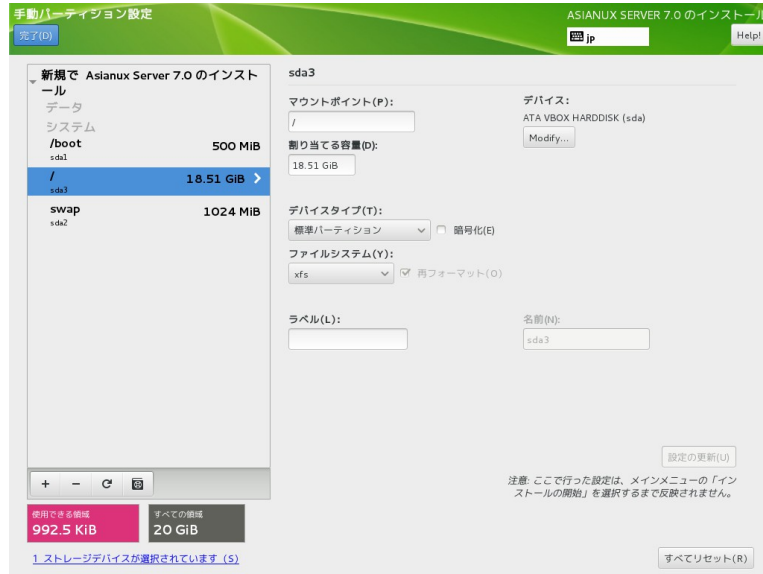 手動パーティション設定
ASIANUX SERVER 7.0 のインストール
完了(D)
jp
Help!
新規で Asianux Server 7.0 のインスト
ール
データ
システム
/boot
500 MiB
sda1
/
18.51 GiB
sda3
swap
1024 MiB
sda2
+ -
使用できる領域
992.5 KiB
すべての領域
20 GiB
1 ストレージデバイスが選択されています (S)
sda3
マウントポイント(P):
/
割り当てる容量(D):
18.51 GiB
デバイス:
ATA VBOX HARDDISK (sda)
Modify...
デバイスタイプ(T):
標準パーティション
暗号化(E)
ファイルシステム(Y):
xfs
再フォーマット(O)
ラベル(L):
名前(N):
sda3
設定の更新(U)
注意: ここで行った設定は、メインメニューの「イン
ストールの開始」を選択するまで反映されません。
すべてリセット(R)